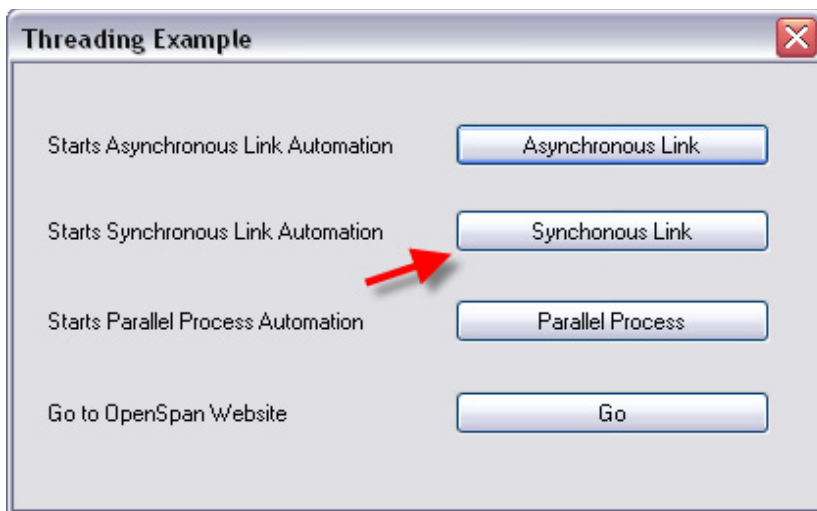 Threading Example
Starts Asynchronous Link Automation Asynchronous Link
Starts Synchronous Link Automation Synchonous Link
Starts Parallel Process Automation Parallel Process
Go to OpenSpan Website Go